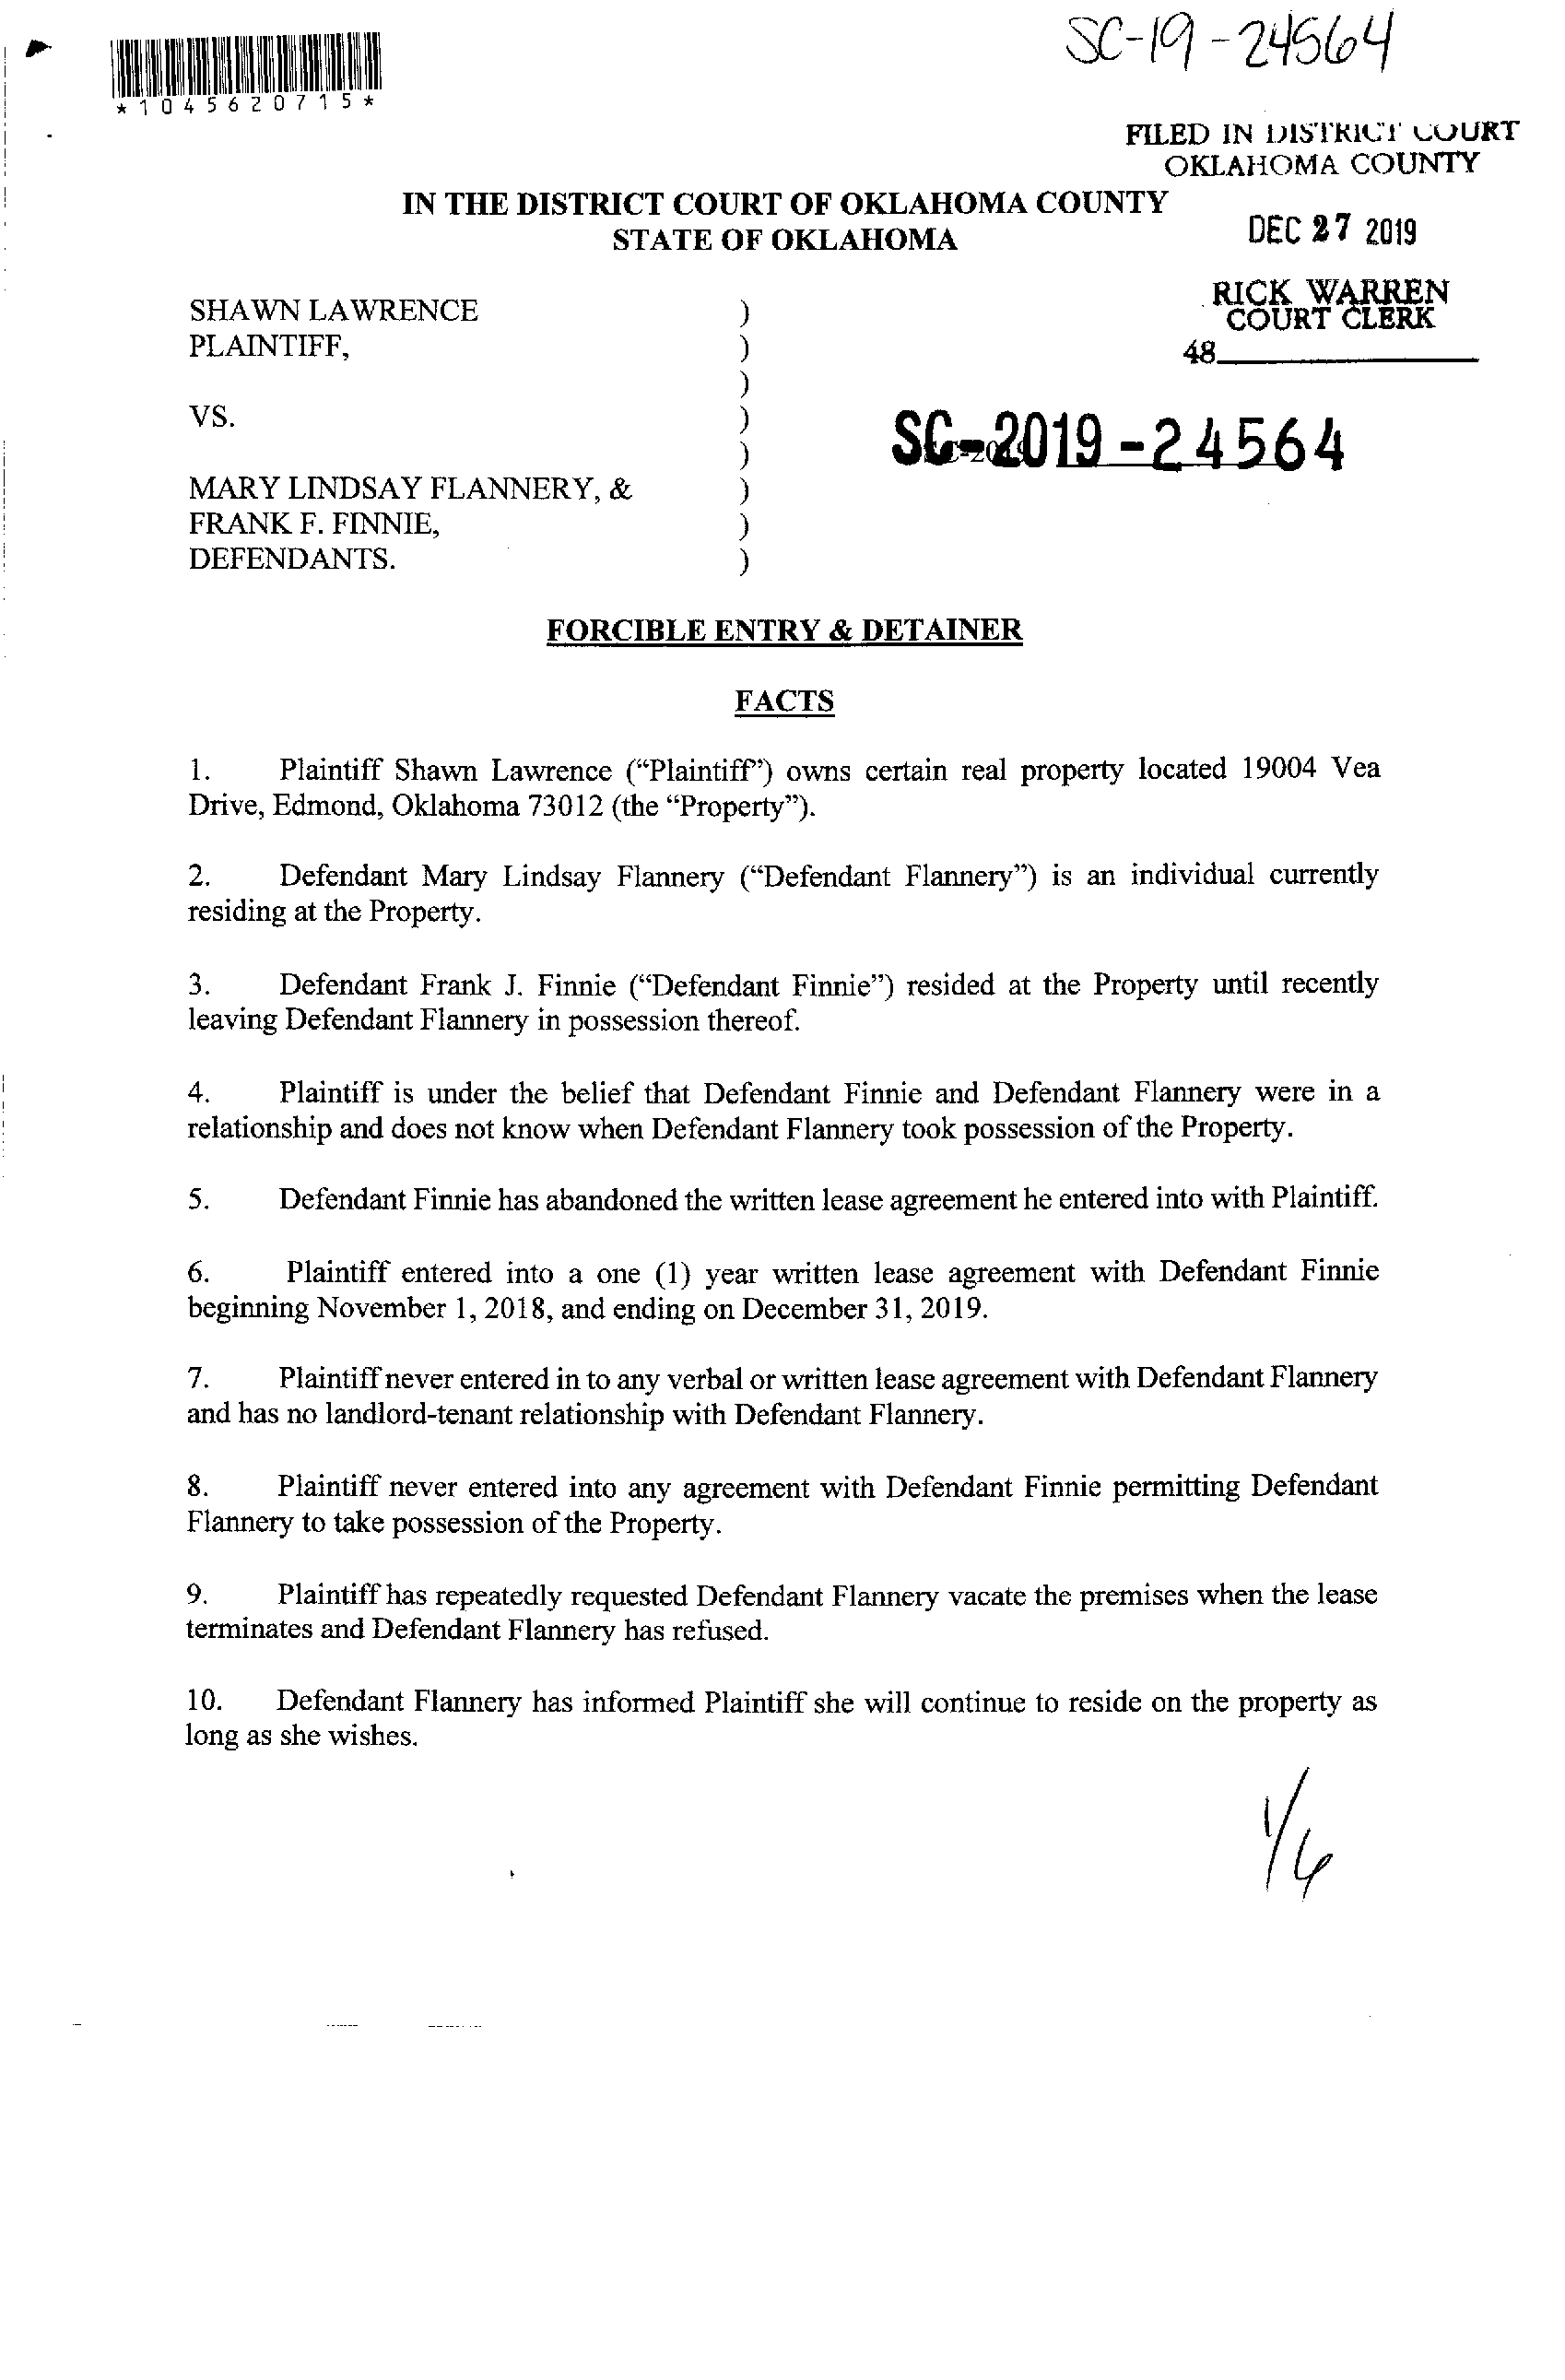 SC-19-24564
*1045620715*
FILED IN DISTRICT COURT
OKLAHOMA COUNTY
IN THE DISTRICT COURT OF OKLAHOMA COUNTY
STATE OF OKLAHOMA
DEC 27 2019
RICK WARREN
COURT CLERK
48
SHAWN LAWRENCE )
PLAINTIFF, )
)
VS. )
)
SC-2019-24564
MARY LINDSAY FLANNERY, & )
FRANK F. FINNIE, )
DEFENDANTS. )
FORCIBLE ENTRY & DETAINER
FACTS
1. Plaintiff Shawn Lawrence (“Plaintiff”) owns certain real property located 19004 Vea
Drive, Edmond, Oklahoma 73012 (the “Property”).
2. Defendant Mary Lindsay Flannery (“Defendant Flannery”) is an individual currently
residing at the Property.
3. Defendant Frank J. Finnie (“Defendant Finnie”) resided at the Property until recently
leaving Defendant Flannery in possession thereof.
4. Plaintiff is under the belief that Defendant Finnie and Defendant Flannery were in a
relationship and does not know when Defendant Flannery took possession of the Property.
5. Defendant Finnie has abandoned the written lease agreement he entered into with Plaintiff.
6. Plaintiff entered into a one (1) year written lease agreement with Defendant Finnie
beginning November 1, 2018, and ending on December 31, 2019.
7. Plaintiff never entered in to any verbal or written lease agreement with Defendant Flannery
and has no landlord-tenant relationship with Defendant Flannery.
8. Plaintiff never entered into any agreement with Defendant Finnie permitting Defendant
Flannery to take possession of the Property.
9. Plaintiff has repeatedly requested Defendant Flannery vacate the premises when the lease
terminates and Defendant Flannery has refused.
10. Defendant Flannery has informed Plaintiff she will continue to reside on the property as
long as she wishes.
1/6